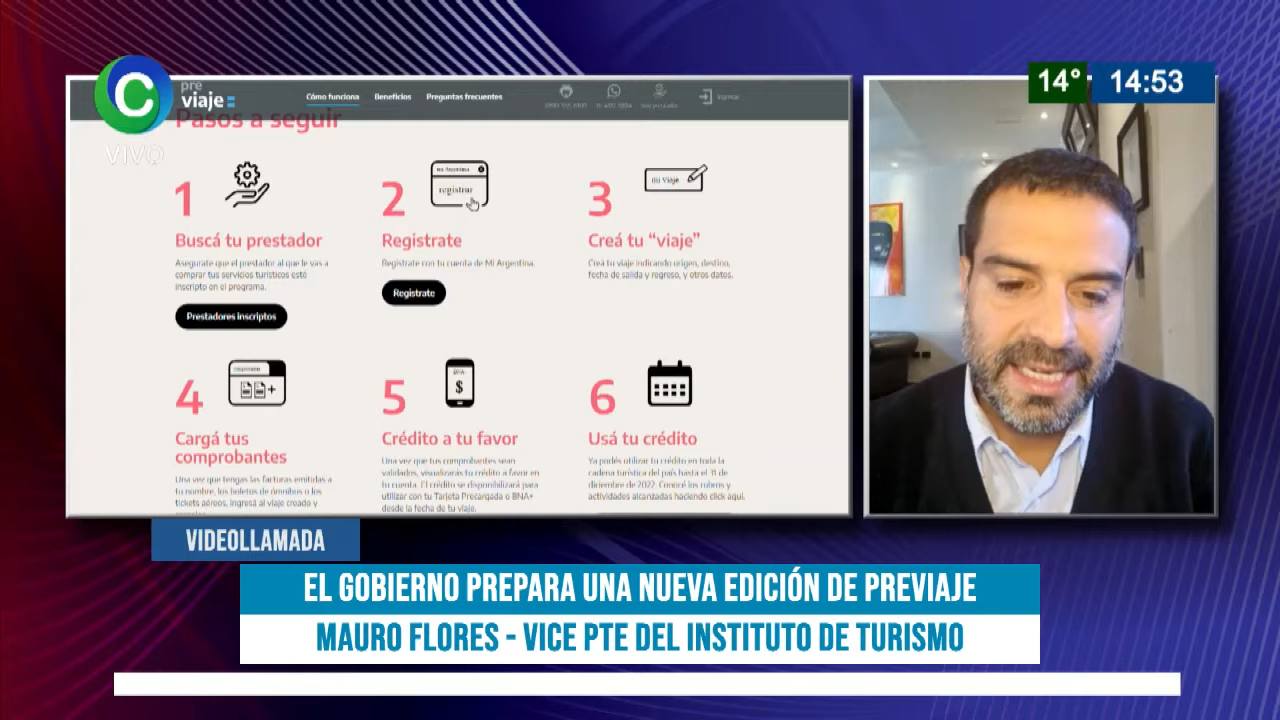 C
VIVO
pre
viaje
Cómo funciona
Beneficios
Preguntas frecuentes
Ingresar
14°
14:53
Pasos a seguir
1
2
mi Argentina
registrar
3
mi viaje
Buscá tu prestador
Asegurate que el prestador al que le vas a
comprar tus servicios turísticos esté
inscripto en el programa.
Prestadores inscriptos
Registrate
Registrate con tu cuenta de Mi Argentina.
Registrate
Creá tu “viaje”
Creá tu viaje indicando origen, destino,
fecha de salida y regreso, y otros datos.
4
5
BNA+
$
6
Cargá tus
comprobantes
Una vez que tengas las facturas emitidas a
tu nombre, los boletos de ómnibus o los
tickets aéreos, ingresá al viaje creado y
Crédito a tu favor
Una vez que tus comprobantes sean
validados, visualizarás tu crédito a favor en
tu cuenta. El crédito se disponibilizará para
utilizar con tu Tarjeta Precargada o BNA+
desde la fecha de tu viaje.
Usá tu crédito
Ya podés utilizar tu crédito en toda la
cadena turística del país hasta el 31 de
diciembre de 2022. Conocé los rubros y
actividades alcanzadas haciendo click aquí.
VIDEOLLAMADA
EL GOBIERNO PREPARA UNA NUEVA EDICIÓN DE PREVIAJE
MAURO FLORES - VICE PTE DEL INSTITUTO DE TURISMO